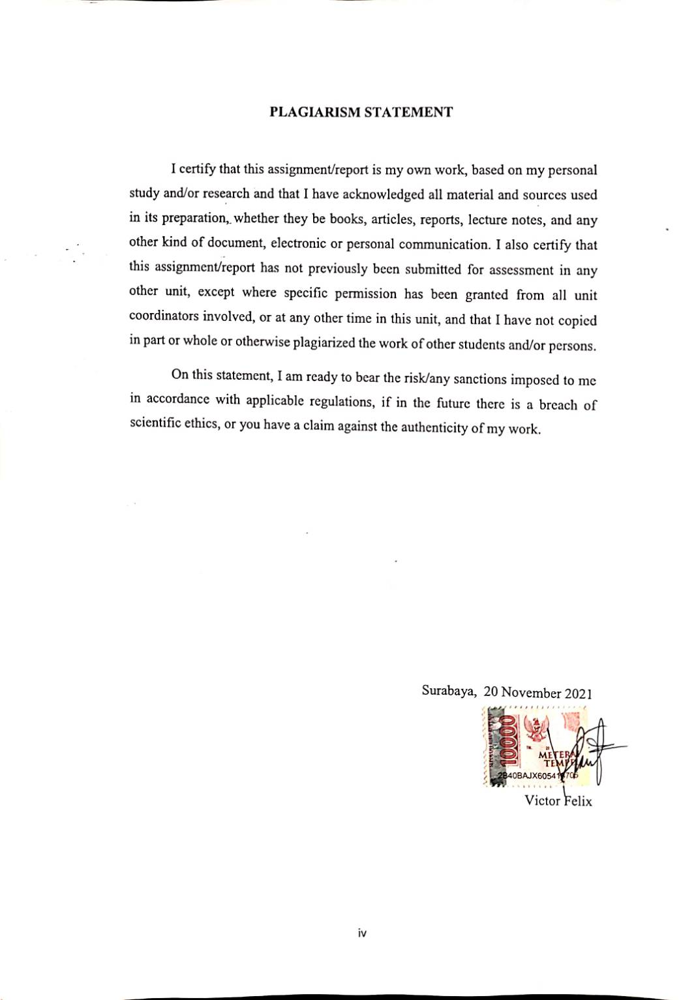 PLAGIARISM STATEMENT
I certify that this assignment/report is my own work, based on my personal
study and/or research and that I have acknowledged all material and sources used
in its preparation, whether they be books, articles, reports, lecture notes, and any
other kind of document, electronic or personal communication. I also certify that
this assignment/report has not previously been submitted for assessment in any
other unit, except where specific permission has been granted from all unit
coordinators involved, or at any other time in this unit, and that I have not copied
in part or whole or otherwise plagiarized the work of other students and/or persons.
On this statement, I am ready to bear the risk/any sanctions imposed to me
in accordance with applicable regulations, if in the future there is a breach of
scientific ethics, or you have a claim against the authenticity of my work.
Surabaya, 20 November 2021
10000
METERAI
TEMPEL
Victor Felix
iv